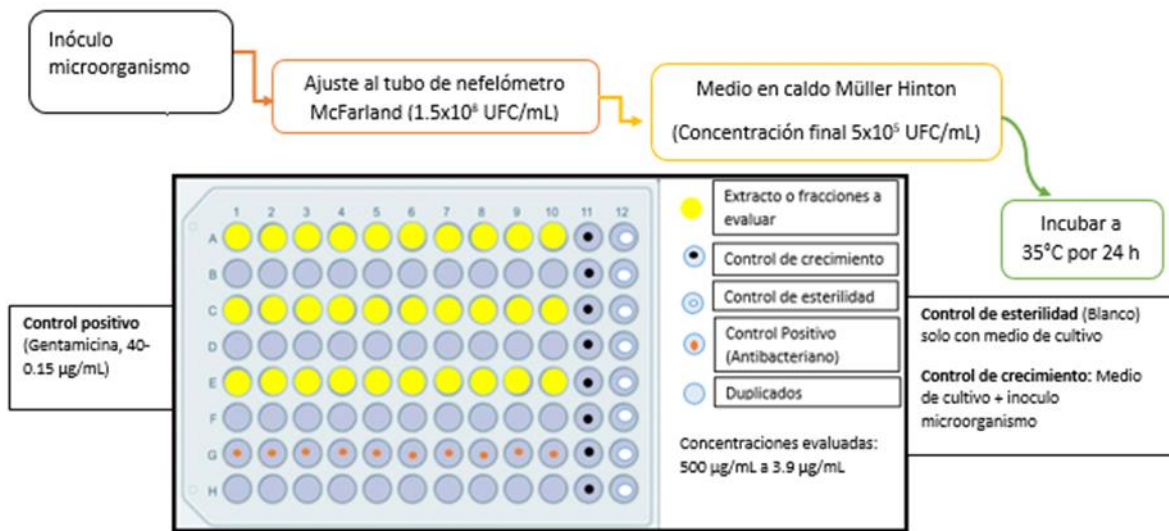 Inóculo
microorganismo
Ajuste al tubo de nefelómetro
McFarland (1.5x10⁸ UFC/mL)
Medio en caldo Müller Hinton
(Concentración final 5x10⁵ UFC/mL)
Incubar a
35°C por 24 h
1 2 3 4 5 6 7 8 9 10 11 12
A
B
C
D
E
F
G
H
Extracto o fracciones a
evaluar
Control de crecimiento
Control de esterilidad
Control Positivo
(Antibacteriano)
Duplicados
Concentraciones evaluadas:
500 µg/mL a 3.9 µg/mL
Control positivo
(Gentamicina, 40-
0.15 µg/mL)
Control de esterilidad (Blanco)
solo con medio de cultivo
Control de crecimiento: Medio
de cultivo + inoculo
microorganismo